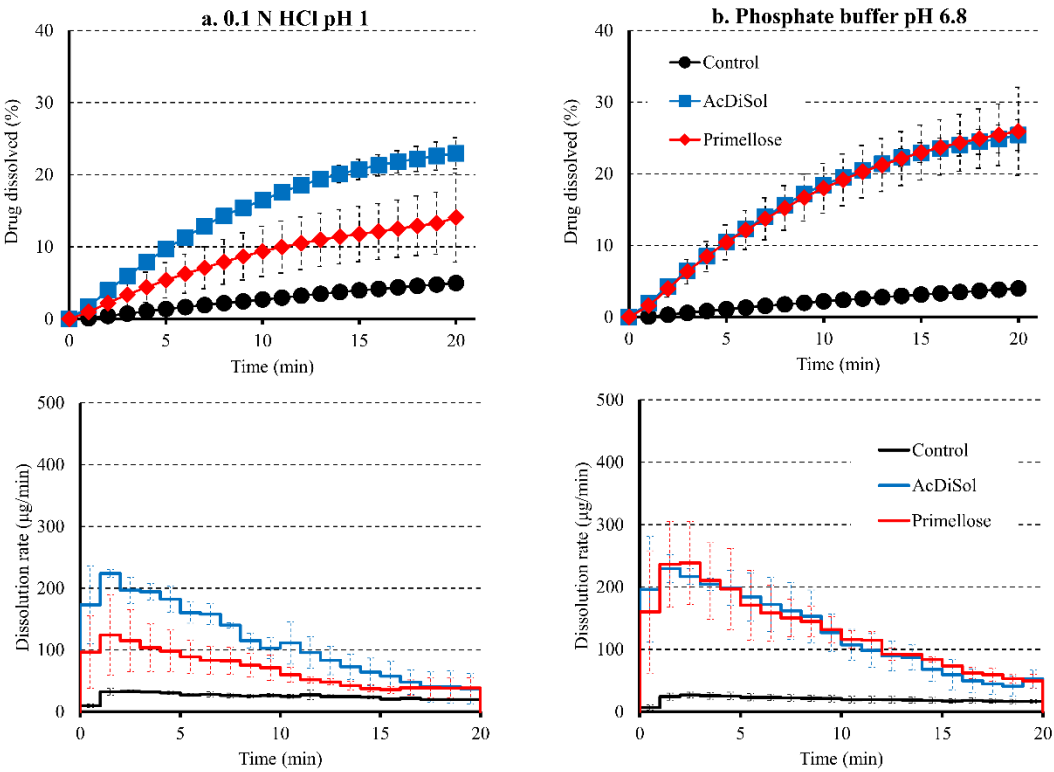 a. 0.1 N HCl pH 1
40
30
20
10
0
Drug dissolved (%)
0 5 10 15 20
Time (min)
b. Phosphate buffer pH 6.8
40
30
20
10
0
Drug dissolved (%)
Control
AcDiSol
Primellose
0 5 10 15 20
Time (min)
500
400
300
200
100
0
Dissolution rate (µg/min)
0 5 10 15 20
Time (min)
500
400
300
200
100
0
Dissolution rate (µg/min)
Control
AcDiSol
Primellose
0 5 10 15 20
Time (min)